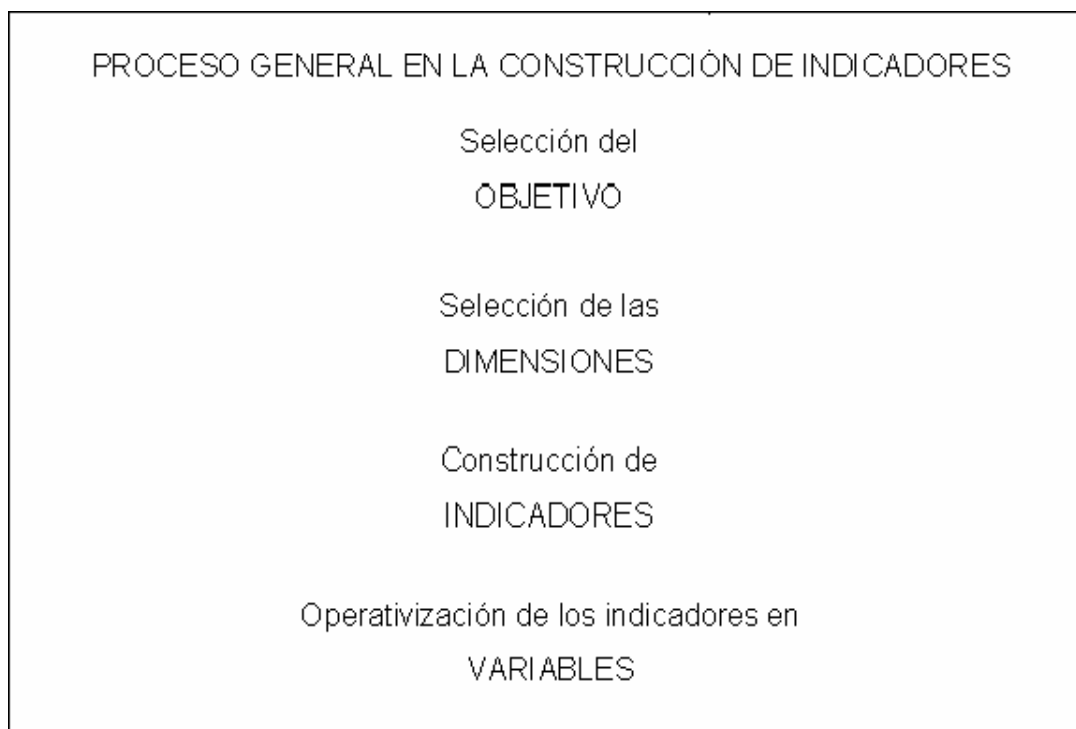 PROCESO GENERAL EN LA CONSTRUCCIÓN DE INDICADORES
Selección del
OBJETIVO
Selección de las
DIMENSIONES
Construcción de
INDICADORES
Operativización de los indicadores en
VARIABLES